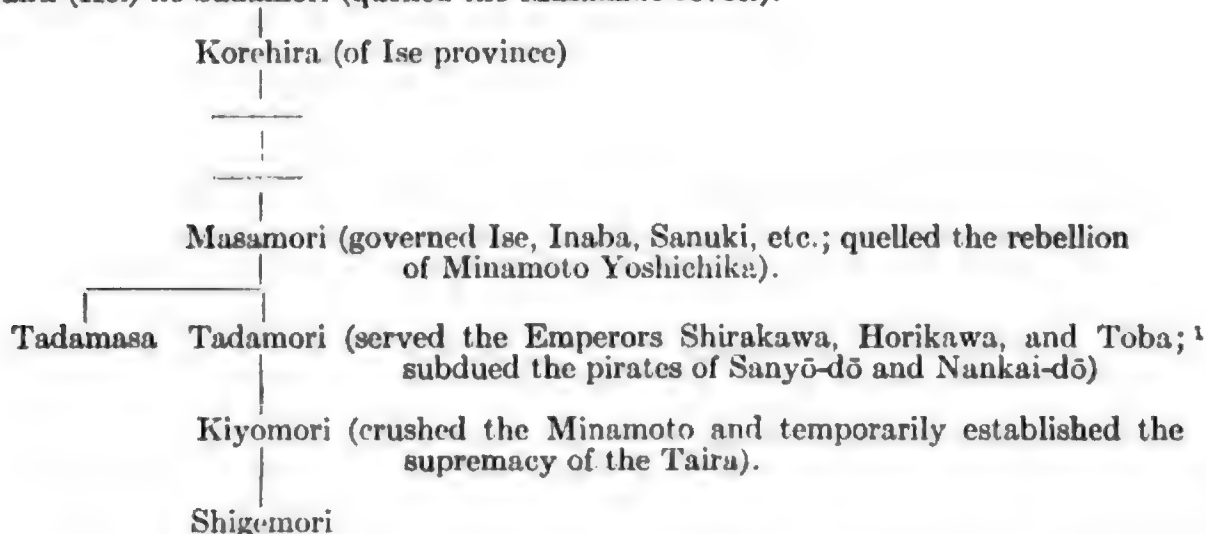 Korehira (of Ise province)
Masamori (governed Ise, Inaba, Sanuki, etc.; quelled the rebellion
of Minamoto Yoshichika).
Tadamasa Tadamori (served the Emperors Shirakawa, Horikawa, and Toba; ¹
subdued the pirates of Sanyō-dō and Nankai-dō)
Kiyomori (crushed the Minamoto and temporarily established the
supremacy of the Taira).
Shigemori